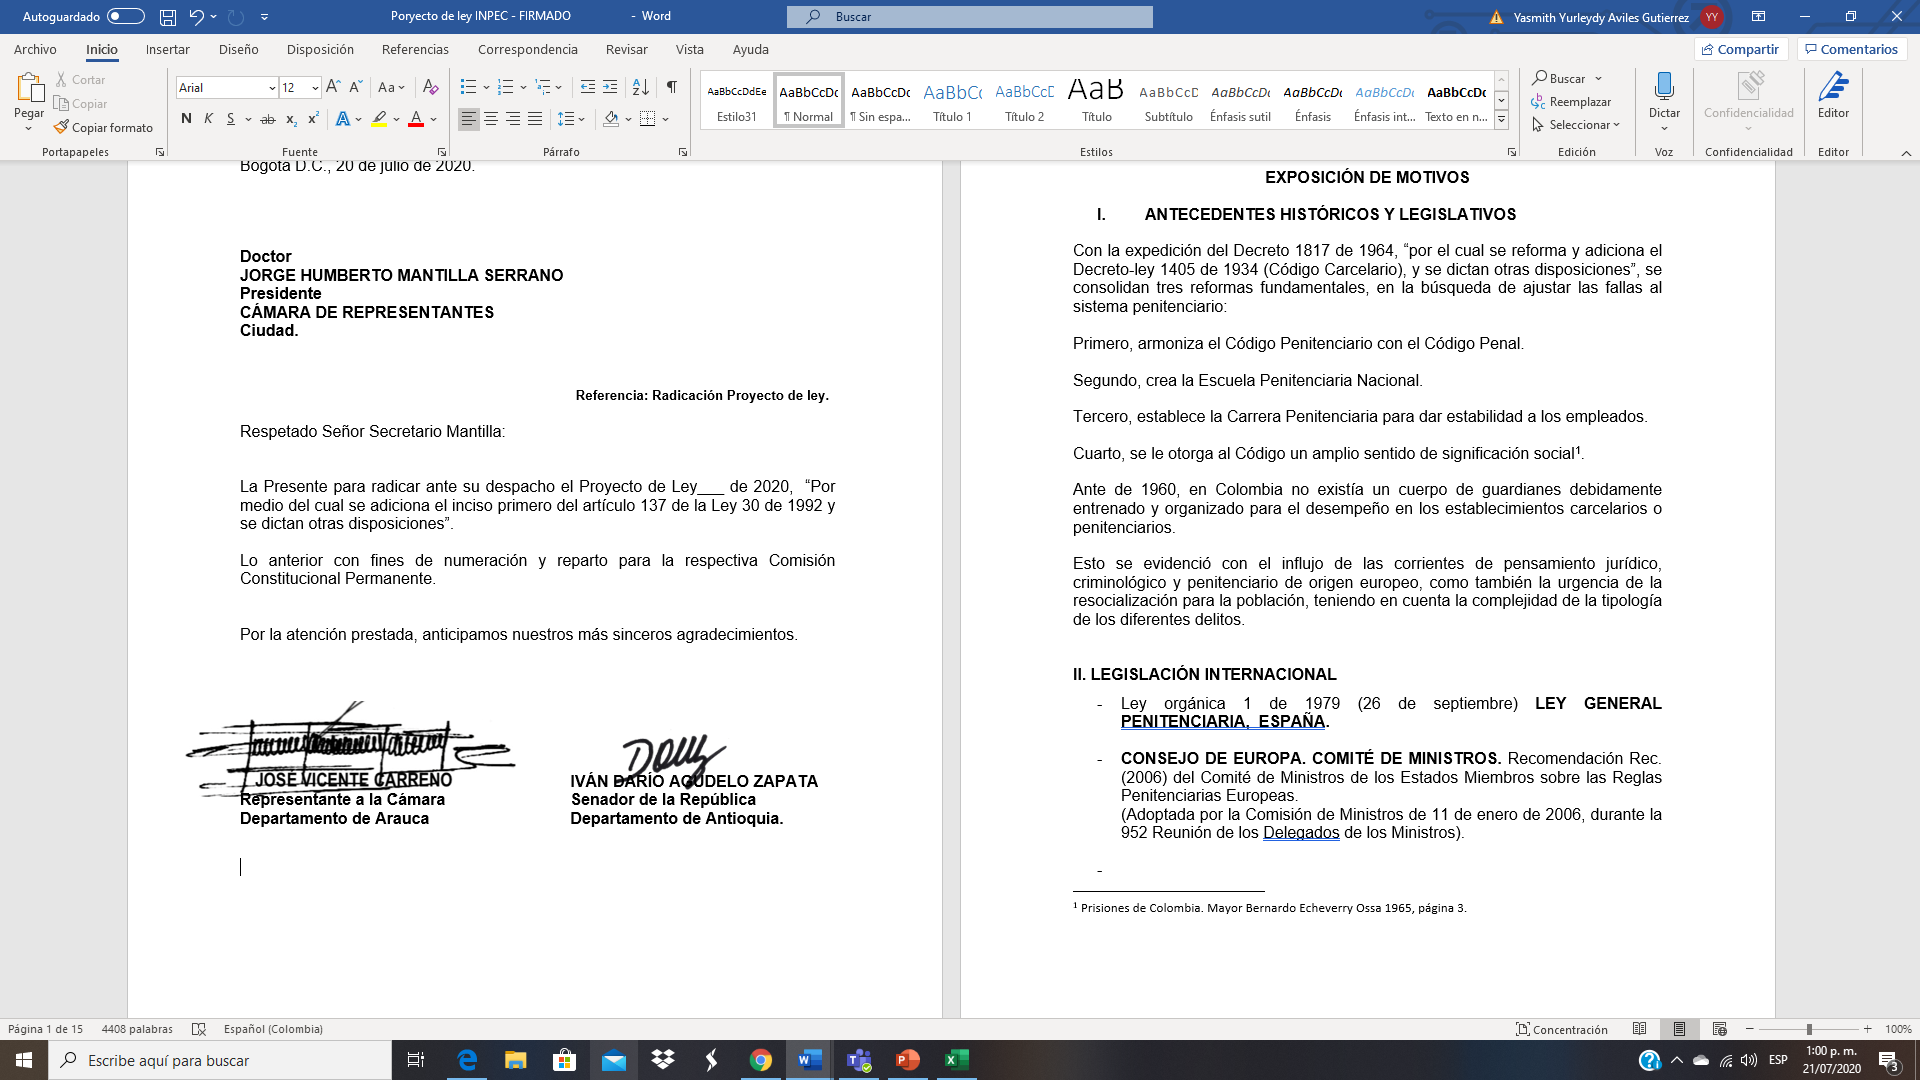 Autoguardado
Poryecto de ley INPEC - FIRMADO - Word
Buscar
Yasmith Yurleydy Aviles Gutierrez YY
Archivo Inicio Insertar Diseño Disposición Referencias Correspondencia Revisar Vista Ayuda
Compartir Comentarios
Pegar
Cortar
Copiar
Copiar formato
Portapapeles
Arial 12
N K S ab x₂ x²
Fuente
Párrafo
AaBbCcDdEe AaBbCcDc AaBbCcDc AaBbCc AaBbCcD AaB AaBbCcD AaBbCcDc AaBbCcDc AaBbCcDc AaBbCcDc
Estilo31 ¶ Normal ¶ Sin espa... Título 1 Título 2 Título Subtítulo Énfasis sutil Énfasis Énfasis int... Texto en n...
Estilos
Buscar
Reemplazar
Seleccionar
Edición
Dictar
Voz
Confidencialidad
Confidencialidad
Editor
Editor
Bogotá D.C., 20 de julio de 2020.
Doctor
JORGE HUMBERTO MANTILLA SERRANO
Presidente
CÁMARA DE REPRESENTANTES
Ciudad.
Referencia: Radicación Proyecto de ley.
Respetado Señor Secretario Mantilla:
La Presente para radicar ante su despacho el Proyecto de Ley___ de 2020, “Por
medio del cual se adiciona el inciso primero del artículo 137 de la Ley 30 de 1992 y
se dictan otras disposiciones”.
Lo anterior con fines de numeración y reparto para la respectiva Comisión
Constitucional Permanente.
Por la atención prestada, anticipamos nuestros más sinceros agradecimientos.
JOSÉ VICENTE CARREÑO
Representante a la Cámara
Departamento de Arauca
IVÁN DARÍO AGUDELO ZAPATA
Senador de la República
Departamento de Antioquia.
EXPOSICIÓN DE MOTIVOS
I. ANTECEDENTES HISTÓRICOS Y LEGISLATIVOS
Con la expedición del Decreto 1817 de 1964, “por el cual se reforma y adiciona el
Decreto-ley 1405 de 1934 (Código Carcelario), y se dictan otras disposiciones”, se
consolidan tres reformas fundamentales, en la búsqueda de ajustar las fallas al
sistema penitenciario:
Primero, armoniza el Código Penitenciario con el Código Penal.
Segundo, crea la Escuela Penitenciaria Nacional.
Tercero, establece la Carrera Penitenciaria para dar estabilidad a los empleados.
Cuarto, se le otorga al Código un amplio sentido de significación social¹.
Ante de 1960, en Colombia no existía un cuerpo de guardianes debidamente
entrenado y organizado para el desempeño en los establecimientos carcelarios o
penitenciarios.
Esto se evidenció con el influjo de las corrientes de pensamiento jurídico,
criminológico y penitenciario de origen europeo, como también la urgencia de la
resocialización para la población, teniendo en cuenta la complejidad de la tipología
de los diferentes delitos.
II. LEGISLACIÓN INTERNACIONAL
- Ley orgánica 1 de 1979 (26 de septiembre) LEY GENERAL
PENITENCIARIA, ESPAÑA.
- CONSEJO DE EUROPA. COMITÉ DE MINISTROS. Recomendación Rec.
(2006) del Comité de Ministros de los Estados Miembros sobre las Reglas
Penitenciarias Europeas.
(Adoptada por la Comisión de Ministros de 11 de enero de 2006, durante la
952 Reunión de los Delegados de los Ministros).
-
¹ Prisiones de Colombia. Mayor Bernardo Echeverry Ossa 1965, página 3.
Página 1 de 15 4408 palabras Español (Colombia)
Concentración 100%
Escribe aquí para buscar
ESP
1:00 p. m.
21/07/2020
3